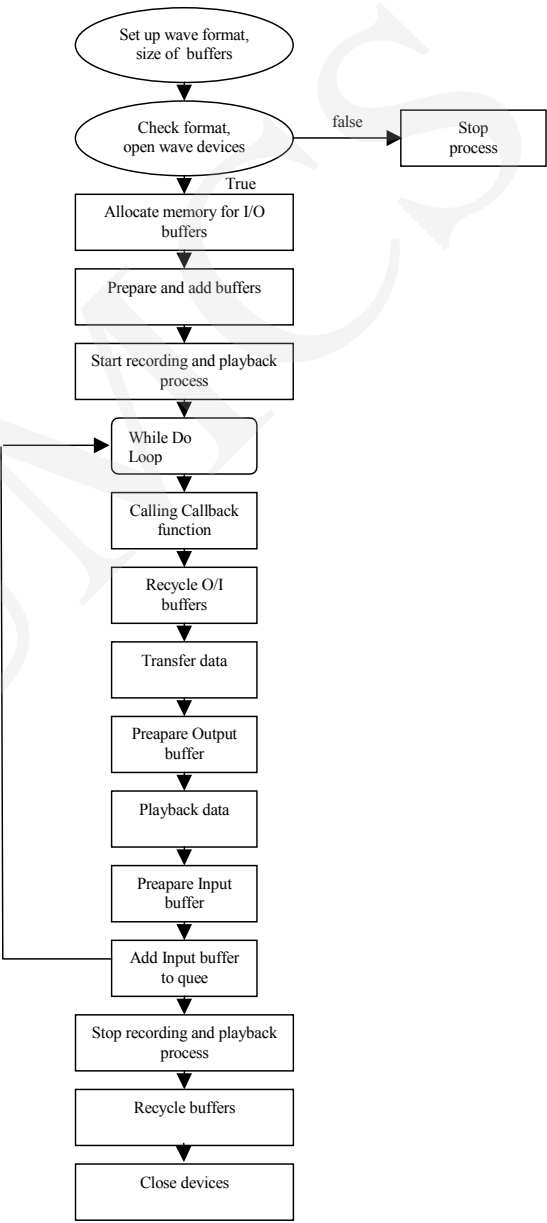 Set up wave format,
size of buffers
Check format,
open wave devices
false
Stop
process
True
Allocate memory for I/O
buffers
Prepare and add buffers
Start recording and playback
process
While Do
Loop
Calling Callback
function
Recycle O/I
buffers
Transfer data
Preapare Output
buffer
Playback data
Preapare Input
buffer
Add Input buffer
to quee
Stop recording and playback
process
Recycle buffers
Close devices
UMCS